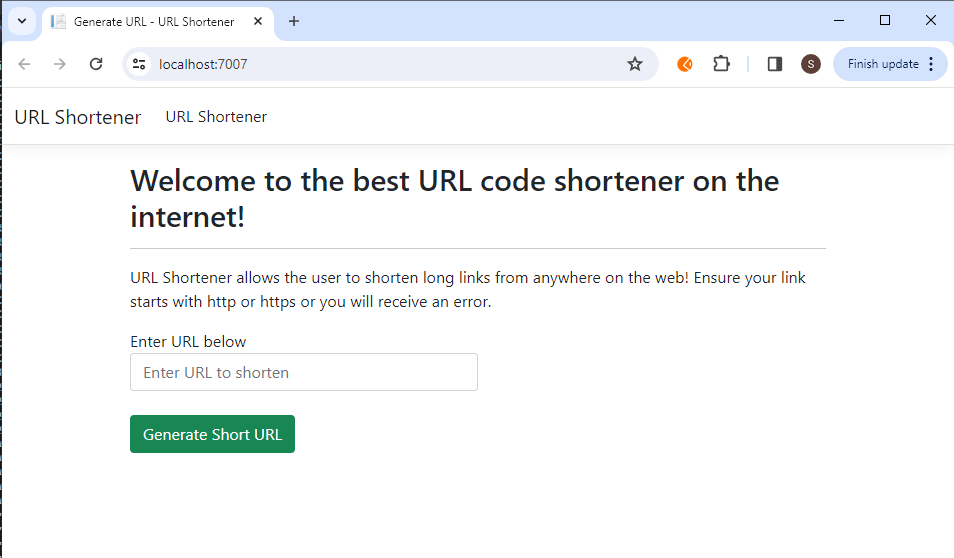 Generate URL - URL Shortener
localhost:7007
S
Finish update
URL Shortener URL Shortener
Welcome to the best URL code shortener on the
internet!
URL Shortener allows the user to shorten long links from anywhere on the web! Ensure your link
starts with http or https or you will receive an error.
Enter URL below
Enter URL to shorten
Generate Short URL